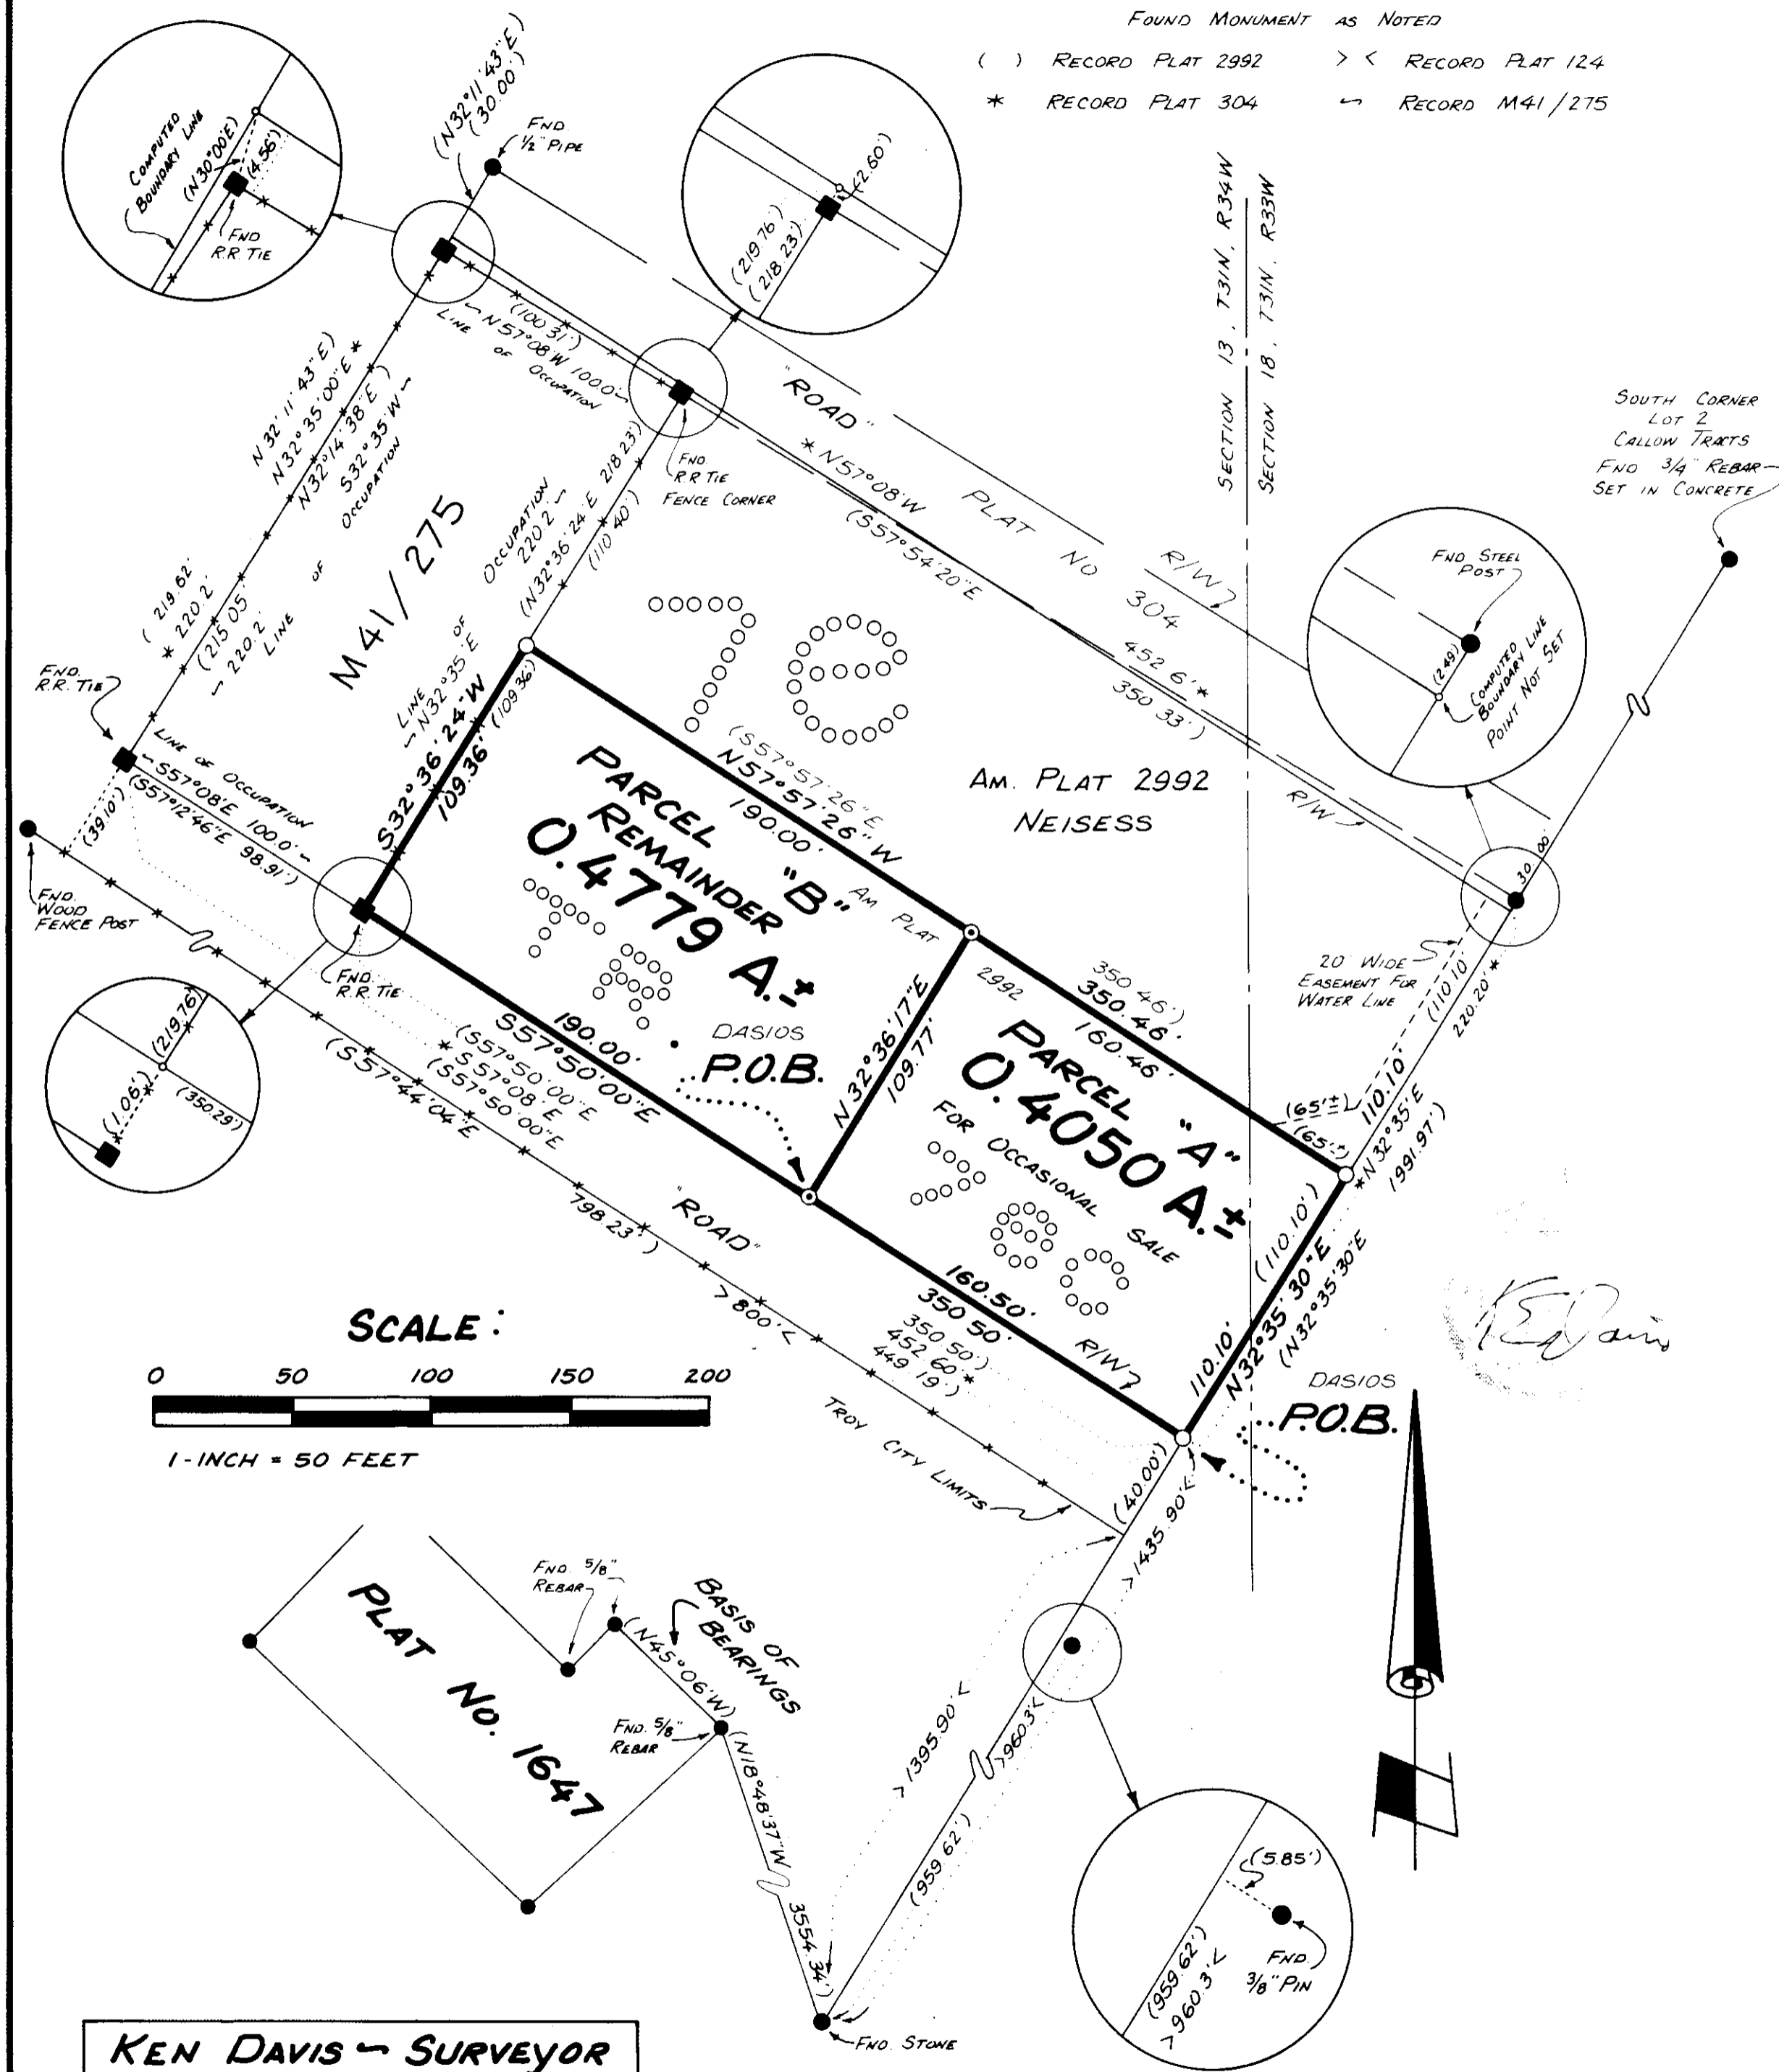 FOUND MONUMENT AS NOTED
( ) RECORD PLAT 2992
> < RECORD PLAT 124
* RECORD PLAT 304
~ RECORD M41/275
COMPUTED
BOUNDARY LINE
(N30°00'E)
(4.56')
FND
R.R. TIE
(N32°11'43"E)
(30.00')
FND.
1/2" PIPE
(2.60')
(219.76')
(218.23')
SECTION 13, T31N, R34W
SECTION 18, T31N, R33W
SOUTH CORNER
LOT 2
CALLOW TRACTS
FND 3/4" REBAR
SET IN CONCRETE
(100.31')
~N57°08'W 100.0'~
LINE OF OCCUPATION
"ROAD"
* N57°08'W
(S57°54'20"E
PLAT NO
304
R/W
452.6'*
350.33')
R/W
FND.
RR TIE
FENCE CORNER
FND STEEL
POST
(2.49')
COMPUTED
BOUNDARY LINE
POINT NOT SET
N32°11'43"E)
N32°35'00"E *
N32°14'38"E)
S32°35'W~
OCCUPATION
(219.62'
* 220.2'
(215.05'
~ 220.2'
LINE OF
M41/275
OCCUPATION
220.2'~
(N32°36'24"E 218.23')
(110.40')
LINE OF
~N32°35'E
S32°36'24"W
109.36'
(109.36')
FND.
R.R. TIE
LINE OF OCCUPATION
~S57°08'E 100.0'~
(S57°12'46"E 98.91')
(39.10')
FND.
WOOD
FENCE POST
FND.
R.R. TIE
7e
(S57°57'26"E
N57°57'26"W
190.00'
AM. PLAT 2992
NEISESS
PARCEL "B"
REMAINDER
0.4779 A.±
TR.
AM PLAT
2992
350.46')
350.46'
160.46'
20' WIDE
EASEMENT FOR
WATER LINE
30.00'
(110.10'
220.20'*
110.10'
(65'±)
(65'±)
*N32°35'E
1991.97')
DASIOS
P.O.B.
N32°36'17"E
109.77'
PARCEL "A"
0.4050 A.±
FOR OCCASIONAL SALE
(110.10')
N32°35'30"E
(N32°35'30"E
110.10'
190.00'
S57°50'00"E
(S57°50'00"E
*S57°08'E
(S57°50'00"E
(S57°44'04"E
798.23')
"ROAD"
>800'<
160.50'
350.50'
350.50')
452.60'*
449.19')
R/W
(219.76')
(1.06')
(350.29')
DASIOS
P.O.B.
SCALE:
0 50 100 150 200
1-INCH = 50 FEET
TROY CITY LIMITS
(40.00')
>1435.90'<
PLAT NO. 1647
FND. 5/8"
REBAR
BASIS OF
BEARINGS
(N45°06'W)
FND. 5/8"
REBAR
(N18°48'37"W
3554.34')
>1395.90'<
>960.3'<
(959.62')
FND. STONE
(5.85')
FND.
3/8" PIN
(959.62')
>960.3'<
KEN DAVIS ~ SURVEYOR